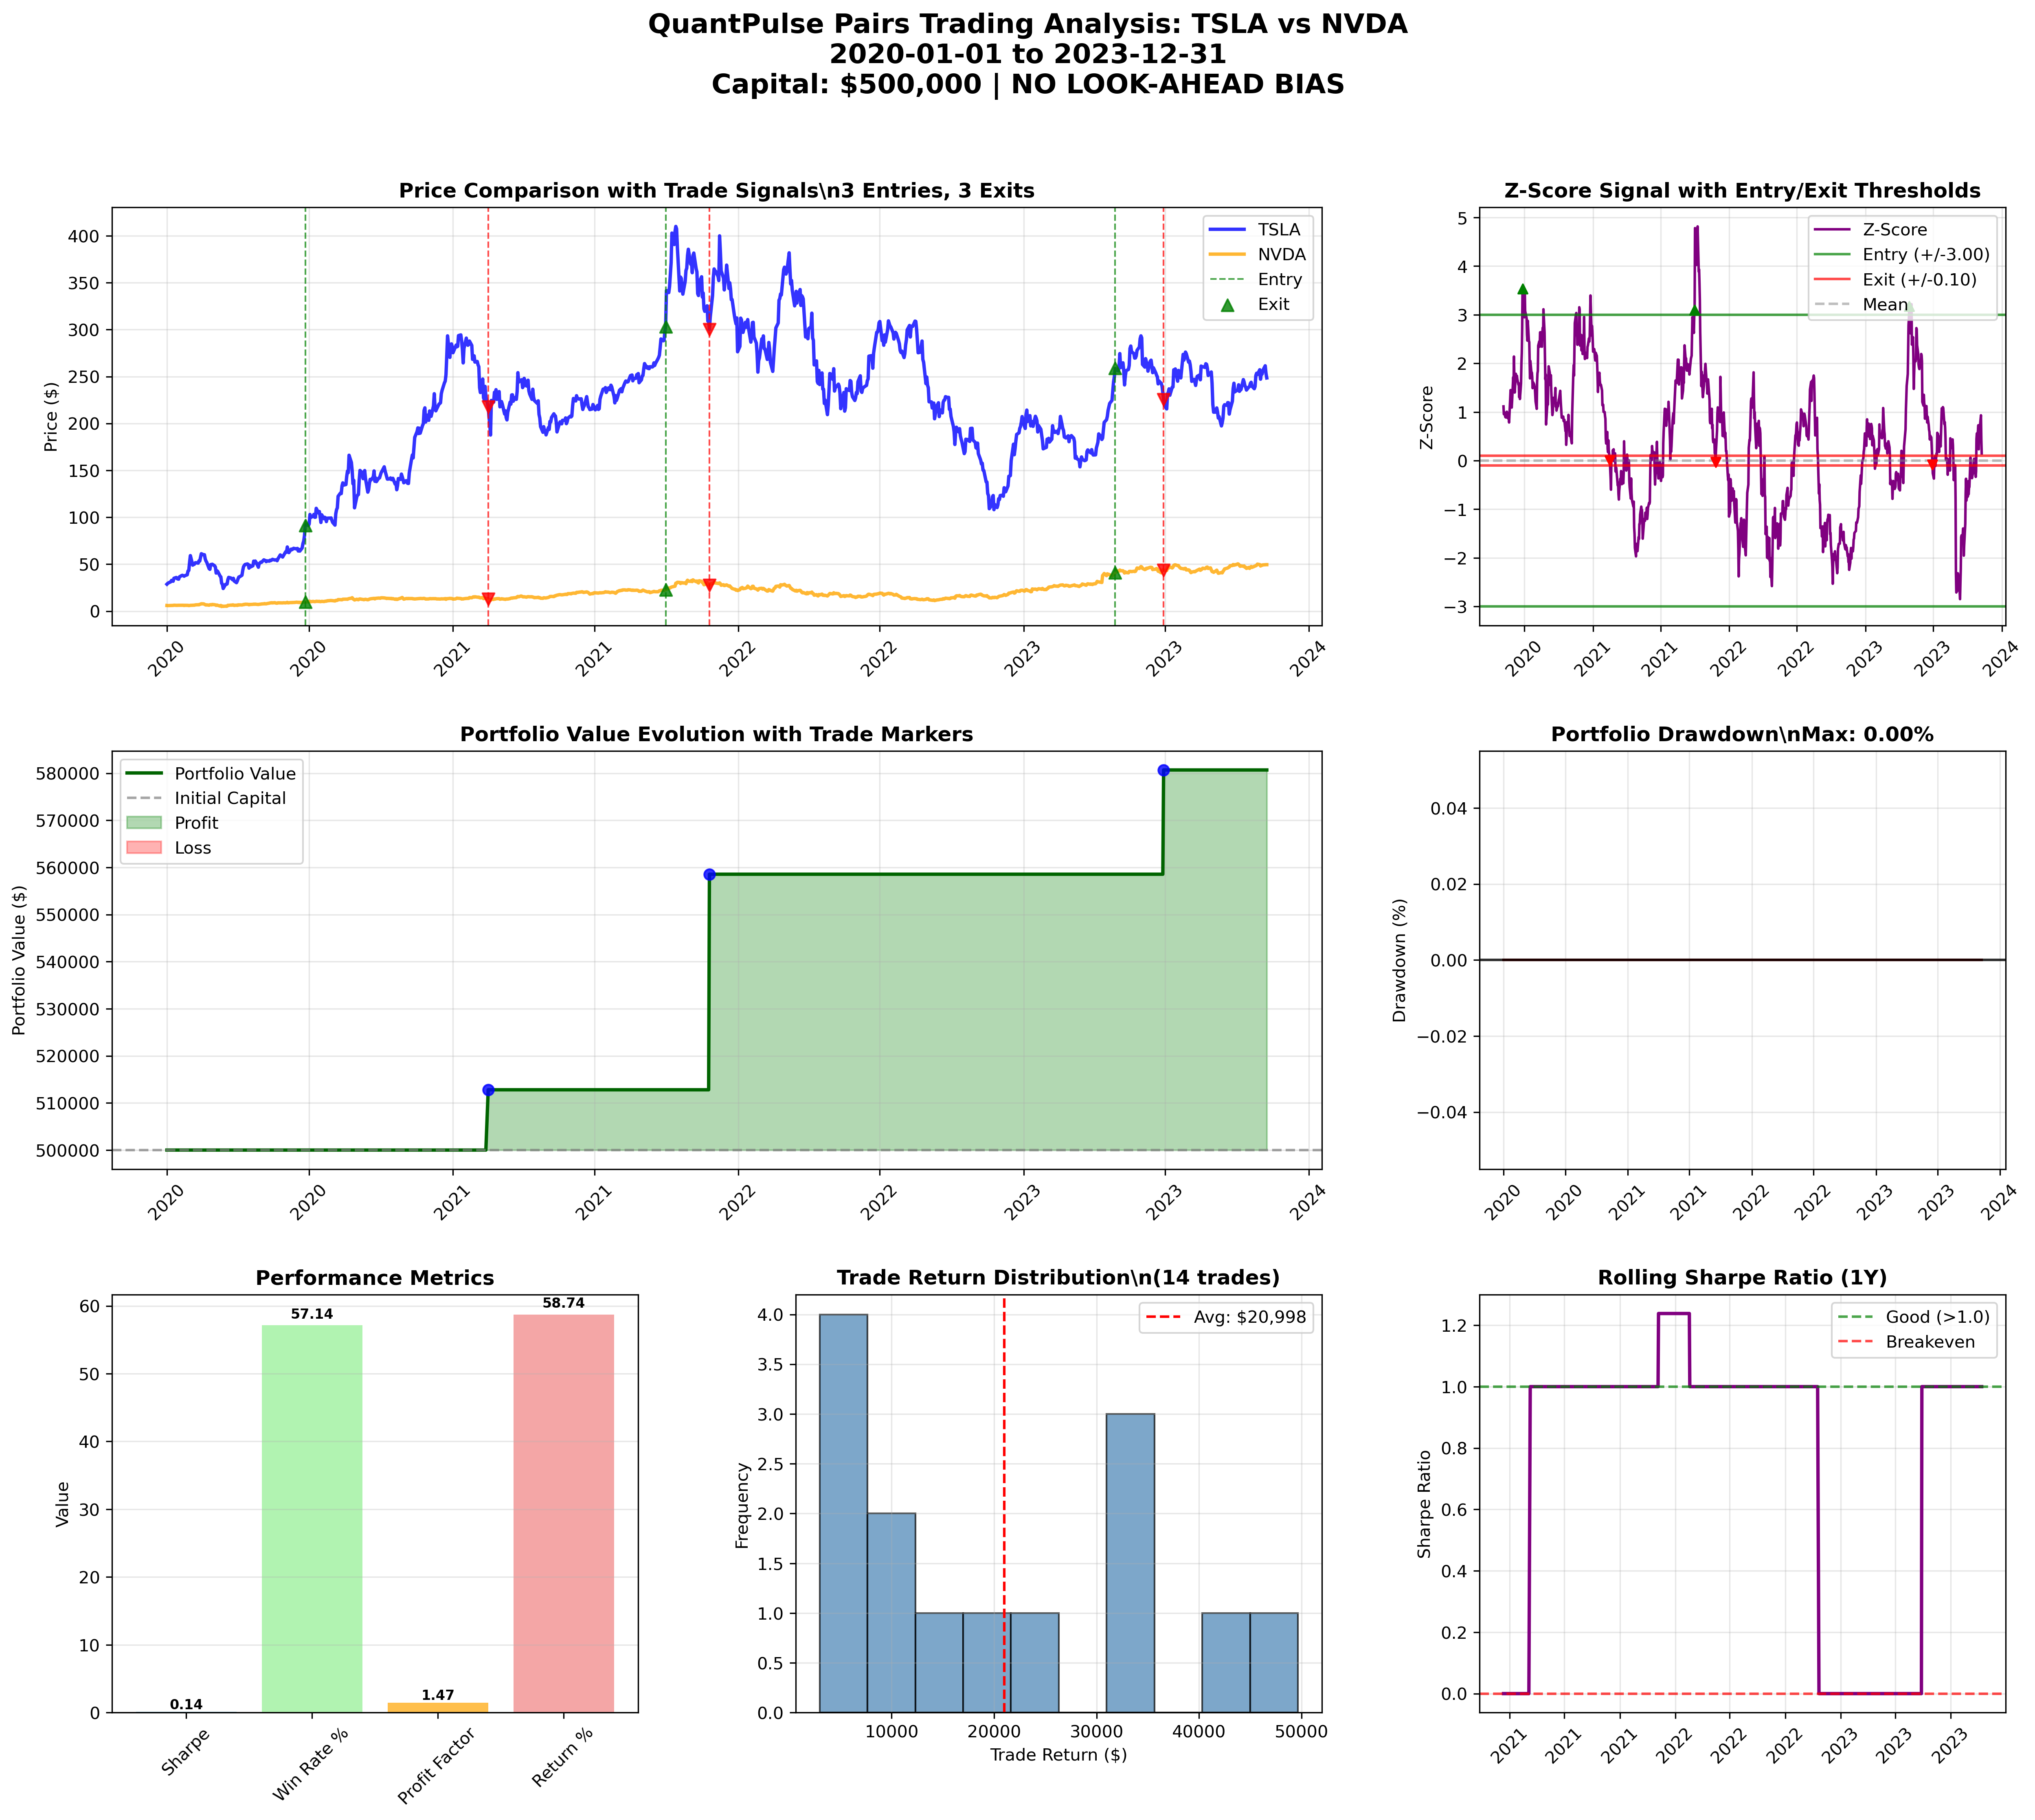 QuantPulse Pairs Trading Analysis: TSLA vs NVDA
2020-01-01 to 2023-12-31
Capital: $500,000 | NO LOOK-AHEAD BIAS
Price Comparison with Trade Signals\n3 Entries, 3 Exits
Price ($)
400
350
300
250
200
150
100
50
0
TSLA
NVDA
Entry
Exit
2020
2020
2021
2021
2022
2022
2023
2023
2024
Z-Score Signal with Entry/Exit Thresholds
Z-Score
5
4
3
2
1
0
−1
−2
−3
Z-Score
Entry (+/-3.00)
Exit (+/-0.10)
Mean
2020
2021
2021
2022
2022
2023
2023
2024
Portfolio Value Evolution with Trade Markers
Portfolio Value ($)
580000
570000
560000
550000
540000
530000
520000
510000
500000
Portfolio Value
Initial Capital
Profit
Loss
2020
2020
2021
2021
2022
2022
2023
2023
2024
Portfolio Drawdown\nMax: 0.00%
Drawdown (%)
0.04
0.02
0.00
−0.02
−0.04
2020
2020
2021
2021
2022
2022
2023
2023
2024
Performance Metrics
Value
60
50
40
30
20
10
0
0.14
57.14
1.47
58.74
Sharpe
Win Rate %
Profit Factor
Return %
Trade Return Distribution\n(14 trades)
Frequency
4.0
3.5
3.0
2.5
2.0
1.5
1.0
0.5
0.0
Avg: $20,998
10000
20000
30000
40000
50000
Trade Return ($)
Rolling Sharpe Ratio (1Y)
Sharpe Ratio
1.2
1.0
0.8
0.6
0.4
0.2
0.0
Good (>1.0)
Breakeven
2021
2021
2021
2022
2022
2022
2023
2023
2023